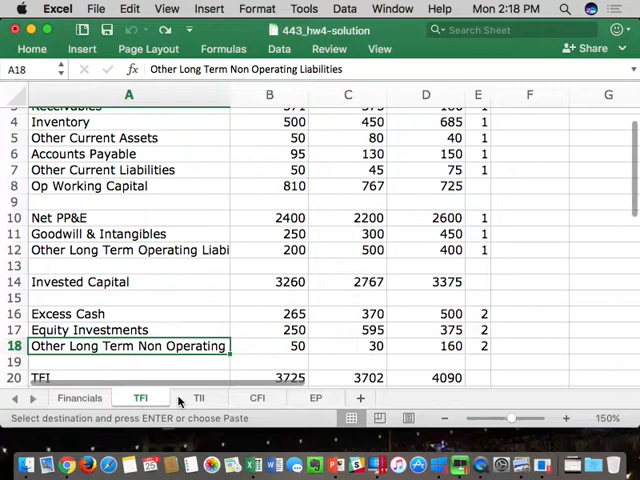 Excel File Edit View Insert Format Tools Data Window Help Mon 2:18 PM
443_hw4-solution
Search Sheet
Home Insert Page Layout Formulas Data Review View Share
A18 fx Other Long Term Non Operating Liabilities
A B C D E F G
Receivables
4 Inventory 500 450 685 1
5 Other Current Assets 50 80 40 1
6 Accounts Payable 95 130 150 1
7 Other Current Liabilities 50 45 75 1
8 Op Working Capital 810 767 725
9
10 Net PP&E 2400 2200 2600 1
11 Goodwill & Intangibles 250 300 450 1
12 Other Long Term Operating Liabi 200 500 400 1
13
14 Invested Capital 3260 2767 3375
15
16 Excess Cash 265 370 500 2
17 Equity Investments 250 595 375 2
18 Other Long Term Non Operating 50 30 160 2
19
20 TFI 3725 3702 4090
Financials TFI TII CFI EP +
Select destination and press ENTER or choose Paste 150%